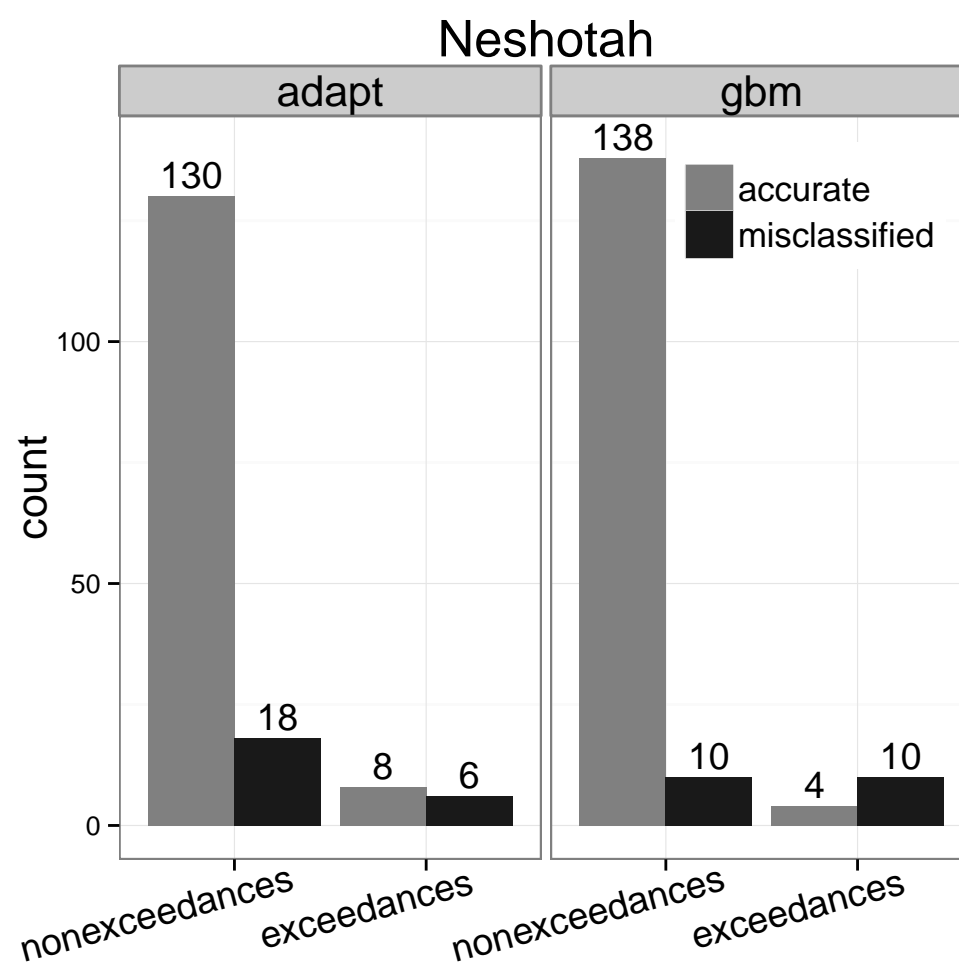 Neshotah
adapt
gbm
130
18
8
6
138
10
4
10
accurate
misclassified
count
100
50
0
nonexceedances
exceedances
nonexceedances
exceedances